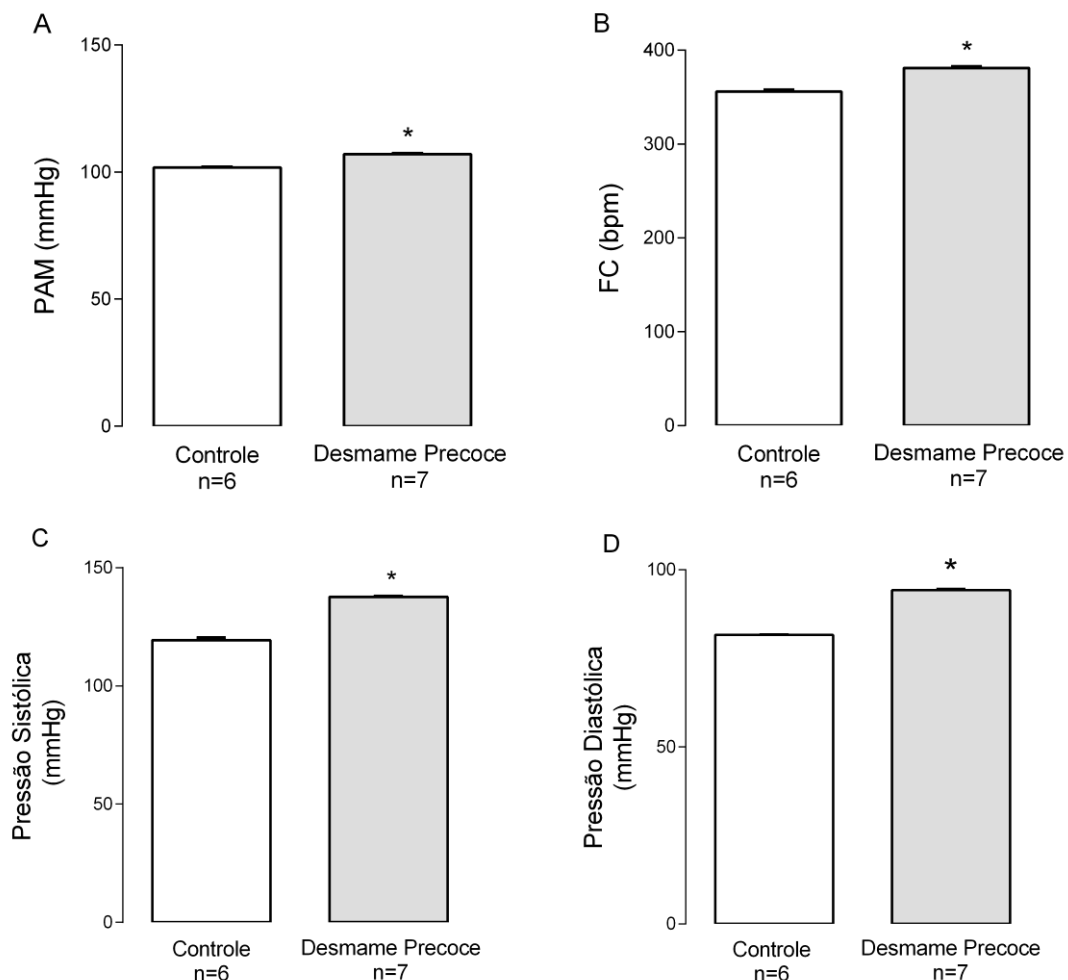 A
150
100
50
0
PAM (mmHg)
*
Controle
n=6
Desmame Precoce
n=7
B
400
300
200
100
0
FC (bpm)
*
Controle
n=6
Desmame Precoce
n=7
C
150
100
50
0
Pressão Sistólica
(mmHg)
*
Controle
n=6
Desmame Precoce
n=7
D
100
50
0
Pressão Diastólica
(mmHg)
*
Controle
n=6
Desmame Precoce
n=7